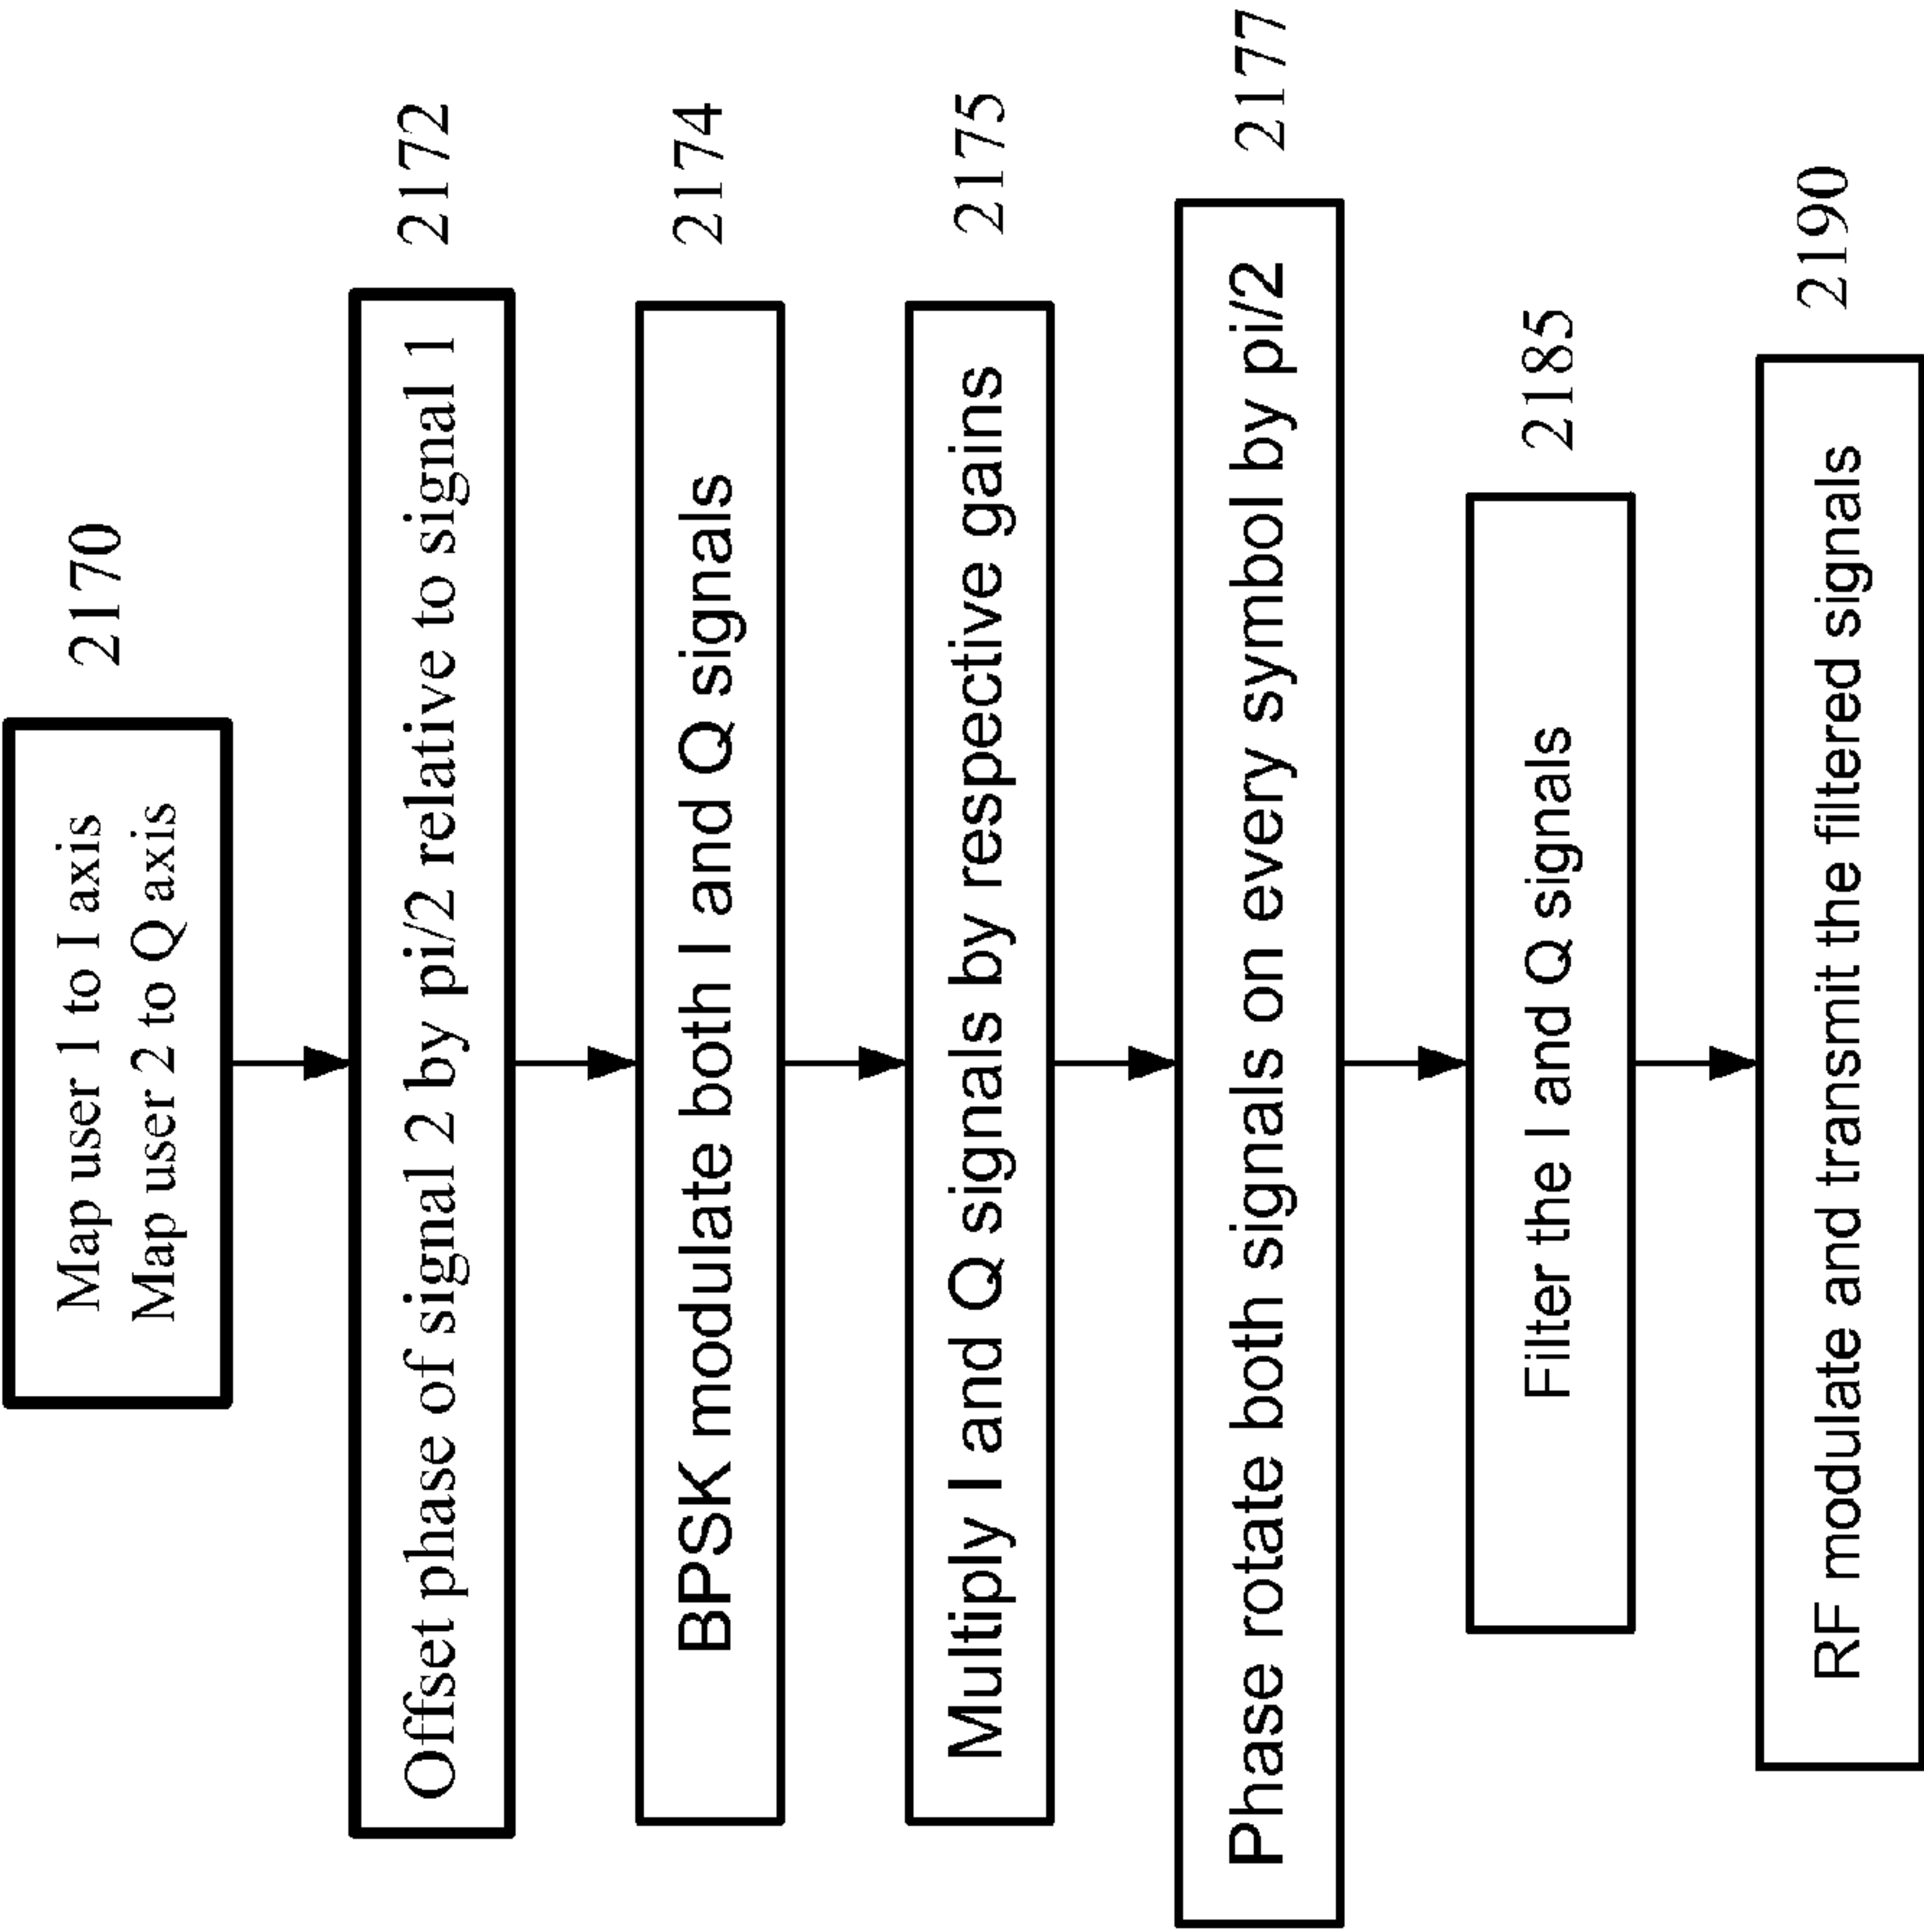 Map user 1 to I axis
Map user 2 to Q axis
2170
Offset phase of signal 2 by pi/2 relative to signal 1
2172
BPSK modulate both I and Q signals
2174
Multiply I and Q signals by respective gains
2175
Phase rotate both signals on every symbol by pi/2
2177
Filter the I and Q signals
2185
RF modulate and transmit the filtered signals
2190